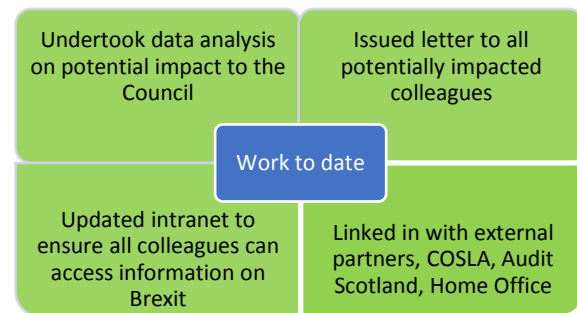 Undertook data analysis
on potential impact to the
Council
Issued letter to all
potentially impacted
colleagues
Work to date
Updated intranet to
ensure all colleagues can
access information on
Brexit
Linked in with external
partners, COSLA, Audit
Scotland, Home Office